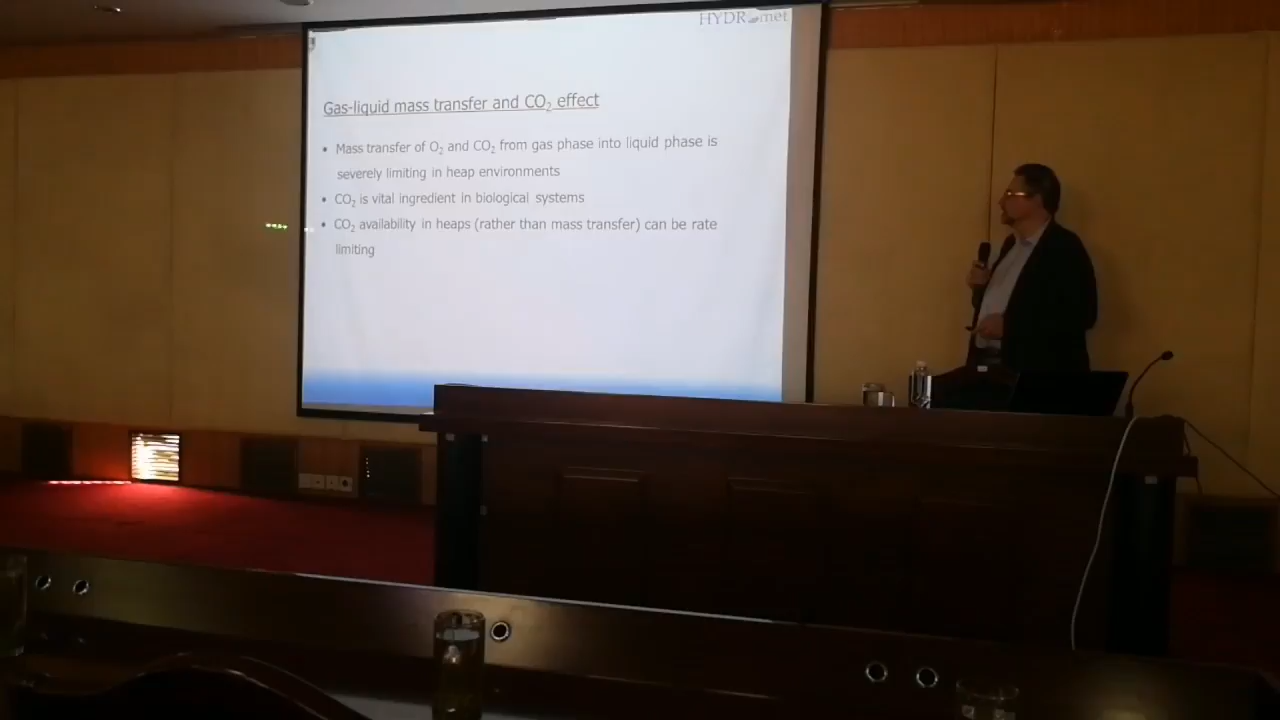 HYDROmet
Gas-liquid mass transfer and CO₂ effect
• Mass transfer of O₂ and CO₂ from gas phase into liquid phase is
severely limiting in heap environments
• CO₂ is vital ingredient in biological systems
• CO₂ availability in heaps (rather than mass transfer) can be rate
limiting